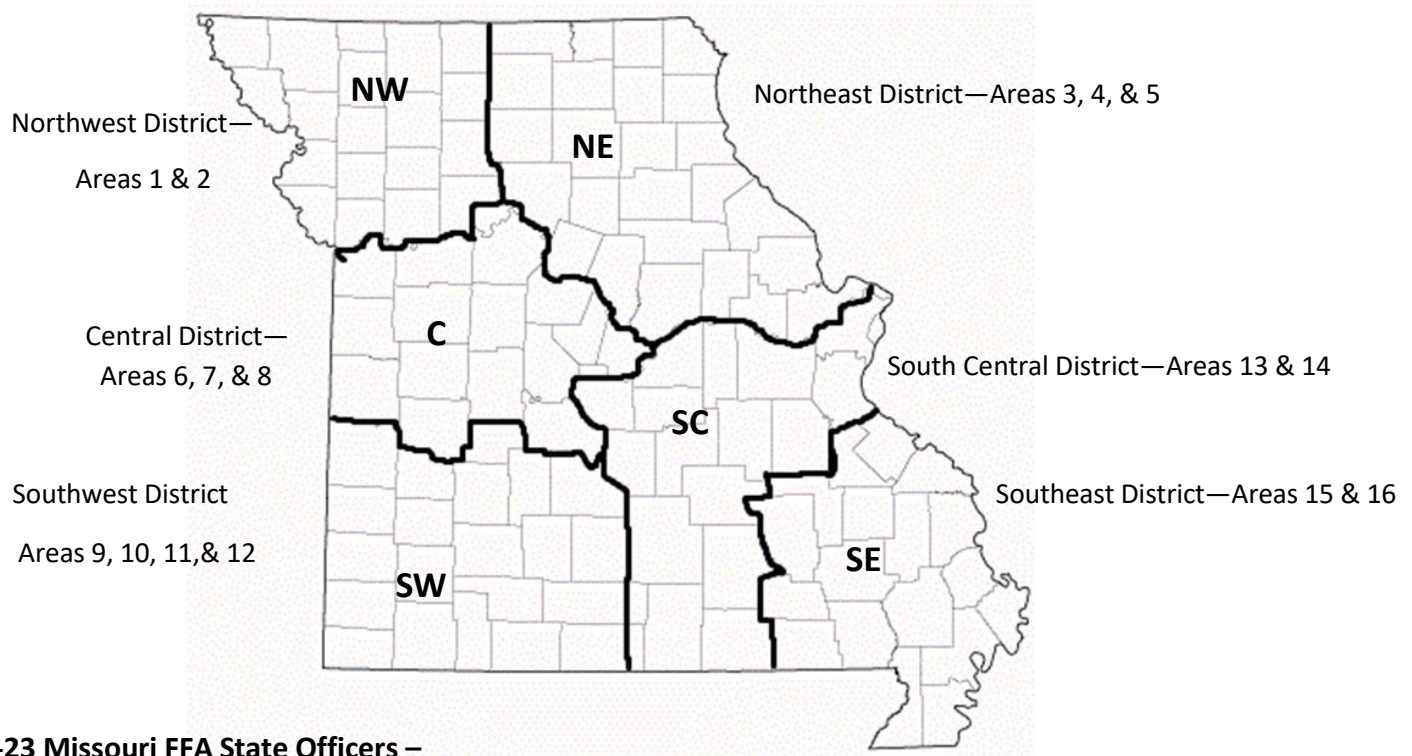 NW
Northeast District—Areas 3, 4, & 5
Northwest District—
Areas 1 & 2
NE
Central District—
Areas 6, 7, & 8
C
South Central District—Areas 13 & 14
SC
Southwest District
Areas 9, 10, 11,& 12
Southeast District—Areas 15 & 16
SE
SW
-23 Missouri FFA State Officers –